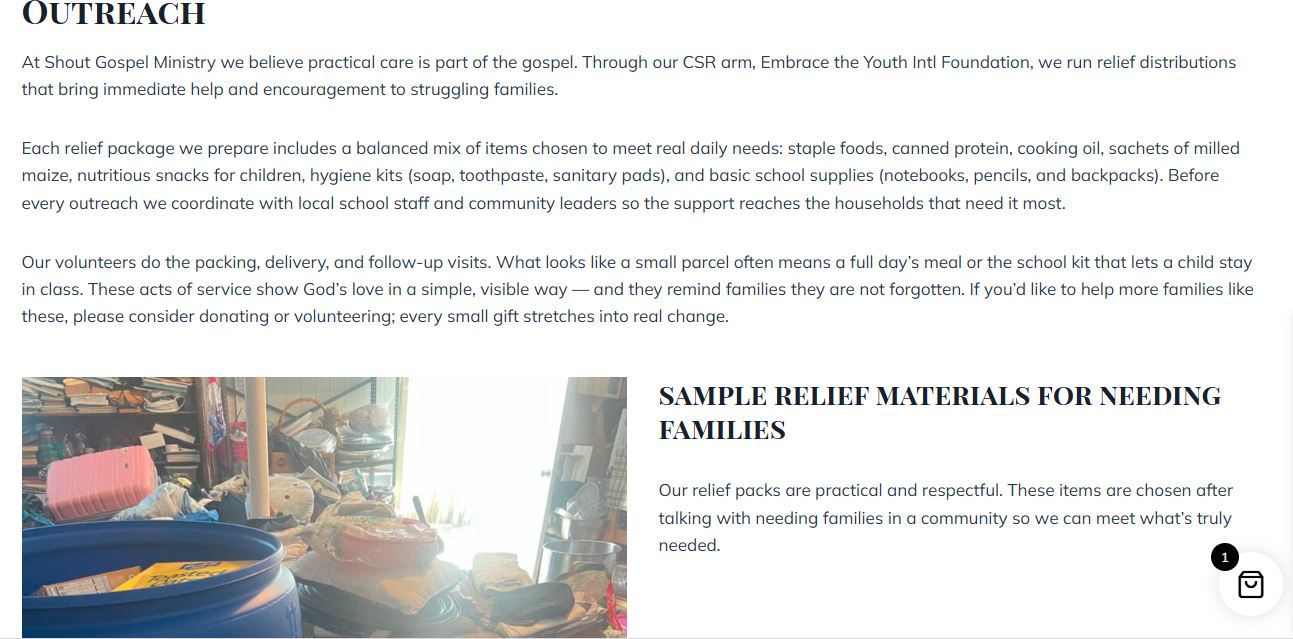 OUTREACH
At Shout Gospel Ministry we believe practical care is part of the gospel. Through our CSR arm, Embrace the Youth Intl Foundation, we run relief distributions
that bring immediate help and encouragement to struggling families.
Each relief package we prepare includes a balanced mix of items chosen to meet real daily needs: staple foods, canned protein, cooking oil, sachets of milled
maize, nutritious snacks for children, hygiene kits (soap, toothpaste, sanitary pads), and basic school supplies (notebooks, pencils, and backpacks). Before
every outreach we coordinate with local school staff and community leaders so the support reaches the households that need it most.
Our volunteers do the packing, delivery, and follow-up visits. What looks like a small parcel often means a full day’s meal or the school kit that lets a child stay
in class. These acts of service show God’s love in a simple, visible way — and they remind families they are not forgotten. If you’d like to help more families like
these, please consider donating or volunteering; every small gift stretches into real change.
SAMPLE RELIEF MATERIALS FOR NEEDING
FAMILIES
Our relief packs are practical and respectful. These items are chosen after
talking with needing families in a community so we can meet what’s truly
needed.
1
Toasted